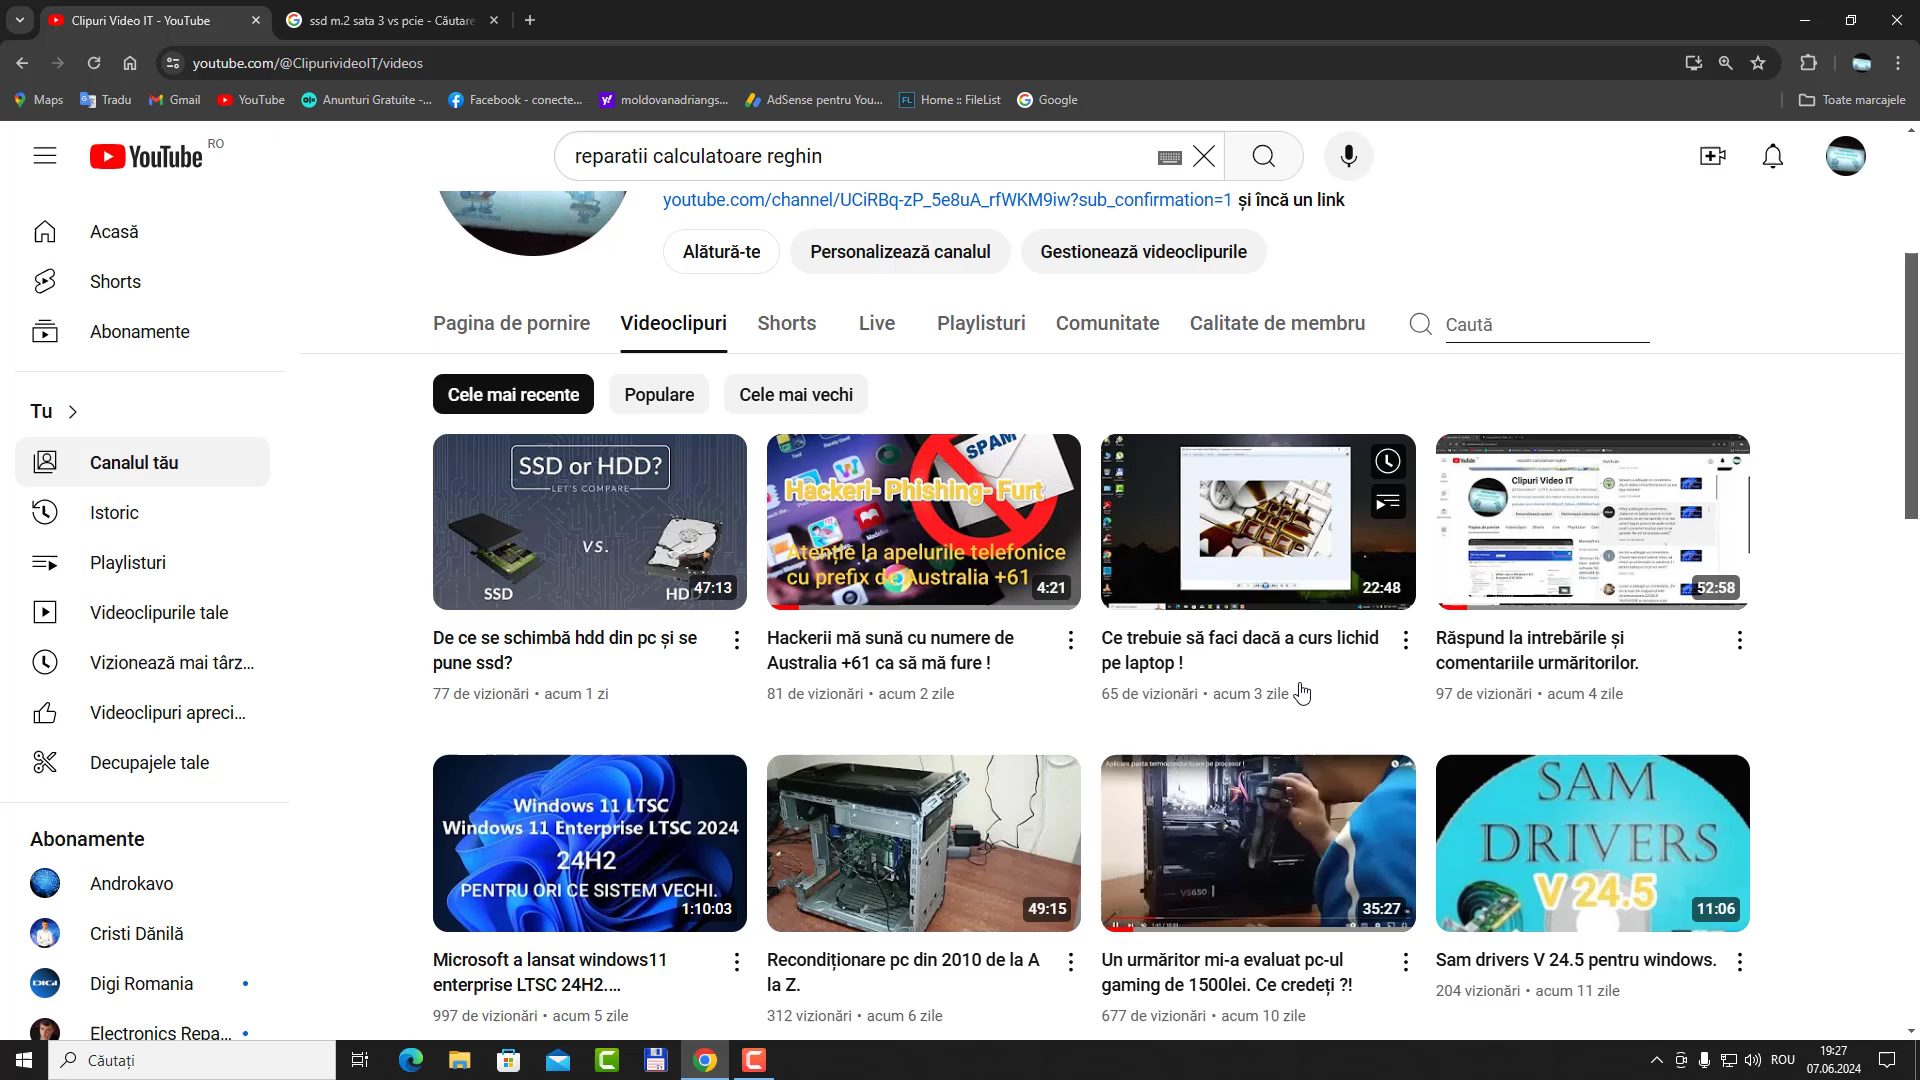 Clipuri Video IT - YouTube
ssd m.2 sata 3 vs pcie - Căutare
youtube.com/@ClipurivideoIT/videos
Maps
Tradu
Gmail
YouTube
Anunturi Gratuite -...
Facebook - conecte...
moldovanadriangs...
AdSense pentru You...
FL
Home :: FileList
Google
Toate marcajele
YouTube
RO
reparatii calculatoare reghin
youtube.com/channel/UCiRBq-zP_5e8uA_rfWKM9iw?sub_confirmation=1 și încă un link
Alătură-te
Personalizează canalul
Gestionează videoclipurile
Acasă
Shorts
Abonamente
Tu
Canalul tău
Istoric
Playlisturi
Videoclipurile tale
Vizionează mai târz...
Videoclipuri apreci...
Decupajele tale
Abonamente
Androkavo
Cristi Dănilă
DIGI
Digi Romania
Electronics Repa...
Pagina de pornire
Videoclipuri
Shorts
Live
Playlisturi
Comunitate
Calitate de membru
Caută
Cele mai recente
Populare
Cele mai vechi
SSD or HDD?
LET'S COMPARE
VS.
SSD
HDD
47:13
De ce se schimbă hdd din pc și se
pune ssd?
77 de vizionări • acum 1 zi
SPAM
Hackeri- Phishing- Furt
Atenție la apelurile telefonice
cu prefix de Australia +61
4:21
Hackerii mă sună cu numere de
Australia +61 ca să mă fure !
81 de vizionări • acum 2 zile
22:48
Ce trebuie să faci dacă a curs lichid
pe laptop !
65 de vizionări • acum 3 zile
Clipuri Video IT
52:58
Răspund la intrebările și
comentariile urmăritorilor.
97 de vizionări • acum 4 zile
Windows 11 LTSC
Windows 11 Enterprise LTSC 2024
24H2
PENTRU ORI CE SISTEM VECHI.
1:10:03
Microsoft a lansat windows11
enterprise LTSC 24H2....
997 de vizionări • acum 5 zile
49:15
Recondiționare pc din 2010 de la A
la Z.
312 vizionări • acum 6 zile
Aplicare pasta termoconductoare pe procesor !
VS650
35:27
Un urmăritor mi-a evaluat pc-ul
gaming de 1500lei. Ce credeți ?!
677 de vizionări • acum 10 zile
SAM
DRIVERS
V 24.5
11:06
Sam drivers V 24.5 pentru windows.
204 vizionări • acum 11 zile
Căutați
ROU
19:27
07.06.2024